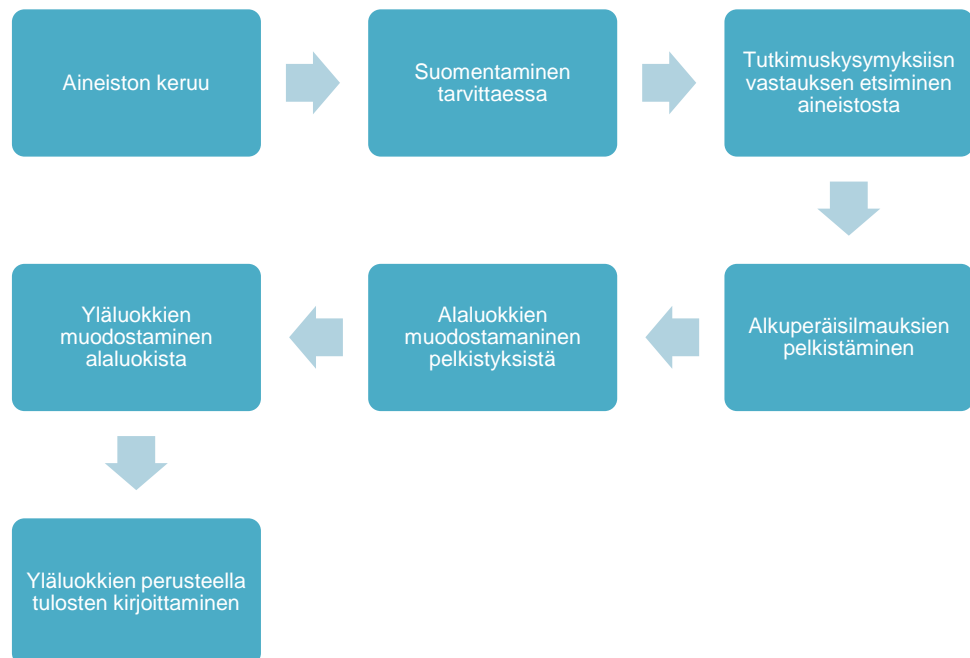 Aineiston keruu
Suomentaminen
tarvittaessa
Tutkimuskysymyksiisn
vastauksen etsiminen
aineistosta
Alkuperäisilmauksien
pelkistäminen
Alaluokkien
muodostamaninen
pelkistyksistä
Yläluokkien
muodostaminen
alaluokista
Yläluokkien perusteella
tulosten kirjoittaminen